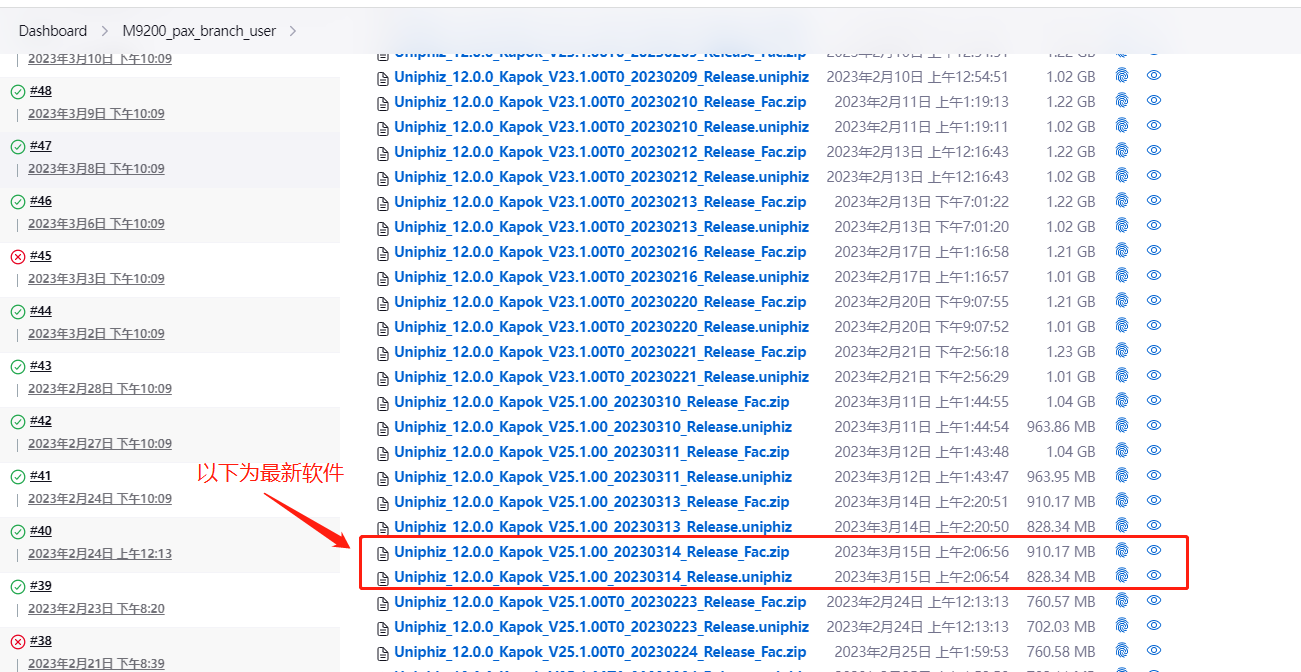 Dashboard > M9200_pax_branch_user >
2023年3月10日 下午10:09
#48
2023年3月9日 下午10:09
#47
2023年3月8日 下午10:09
#46
2023年3月6日 下午10:09
#45
2023年3月3日 下午10:09
#44
2023年3月2日 下午10:09
#43
2023年2月28日 下午10:09
#42
2023年2月27日 下午10:09
#41
2023年2月24日 下午10:09
#40
2023年2月24日 上午12:13
#39
2023年2月23日 下午8:20
#38
2023年2月21日 下午8:39
以下为最新软件
Uniphiz_12.0.0_Kapok_V23.1.00T0_20230209_Release_Fac.zip
Uniphiz_12.0.0_Kapok_V23.1.00T0_20230209_Release.uniphiz 2023年2月10日 上午12:54:51 1.02 GB
Uniphiz_12.0.0_Kapok_V23.1.00T0_20230210_Release_Fac.zip 2023年2月11日 上午1:19:13 1.22 GB
Uniphiz_12.0.0_Kapok_V23.1.00T0_20230210_Release.uniphiz 2023年2月11日 上午1:19:11 1.02 GB
Uniphiz_12.0.0_Kapok_V23.1.00T0_20230212_Release_Fac.zip 2023年2月13日 上午12:16:43 1.22 GB
Uniphiz_12.0.0_Kapok_V23.1.00T0_20230212_Release.uniphiz 2023年2月13日 上午12:16:43 1.02 GB
Uniphiz_12.0.0_Kapok_V23.1.00T0_20230213_Release_Fac.zip 2023年2月13日 下午7:01:22 1.22 GB
Uniphiz_12.0.0_Kapok_V23.1.00T0_20230213_Release.uniphiz 2023年2月13日 下午7:01:20 1.02 GB
Uniphiz_12.0.0_Kapok_V23.1.00T0_20230216_Release_Fac.zip 2023年2月17日 上午1:16:58 1.21 GB
Uniphiz_12.0.0_Kapok_V23.1.00T0_20230216_Release.uniphiz 2023年2月17日 上午1:16:57 1.01 GB
Uniphiz_12.0.0_Kapok_V23.1.00T0_20230220_Release_Fac.zip 2023年2月20日 下午9:07:55 1.21 GB
Uniphiz_12.0.0_Kapok_V23.1.00T0_20230220_Release.uniphiz 2023年2月20日 下午9:07:52 1.01 GB
Uniphiz_12.0.0_Kapok_V23.1.00T0_20230221_Release_Fac.zip 2023年2月21日 下午2:56:18 1.23 GB
Uniphiz_12.0.0_Kapok_V23.1.00T0_20230221_Release.uniphiz 2023年2月21日 下午2:56:29 1.01 GB
Uniphiz_12.0.0_Kapok_V25.1.00_20230310_Release_Fac.zip 2023年3月11日 上午1:44:55 1.04 GB
Uniphiz_12.0.0_Kapok_V25.1.00_20230310_Release.uniphiz 2023年3月11日 上午1:44:54 963.86 MB
Uniphiz_12.0.0_Kapok_V25.1.00_20230311_Release_Fac.zip 2023年3月12日 上午1:43:48 1.04 GB
Uniphiz_12.0.0_Kapok_V25.1.00_20230311_Release.uniphiz 2023年3月12日 上午1:43:47 963.95 MB
Uniphiz_12.0.0_Kapok_V25.1.00_20230313_Release_Fac.zip 2023年3月14日 上午2:20:51 910.17 MB
Uniphiz_12.0.0_Kapok_V25.1.00_20230313_Release.uniphiz 2023年3月14日 上午2:20:50 828.34 MB
Uniphiz_12.0.0_Kapok_V25.1.00_20230314_Release_Fac.zip 2023年3月15日 上午2:06:56 910.17 MB
Uniphiz_12.0.0_Kapok_V25.1.00_20230314_Release.uniphiz 2023年3月15日 上午2:06:54 828.34 MB
Uniphiz_12.0.0_Kapok_V25.1.00T0_20230223_Release_Fac.zip 2023年2月24日 上午12:13:13 760.57 MB
Uniphiz_12.0.0_Kapok_V25.1.00T0_20230223_Release.uniphiz 2023年2月24日 上午12:13:13 702.03 MB
Uniphiz_12.0.0_Kapok_V25.1.00T0_20230224_Release_Fac.zip 2023年2月25日 上午1:59:53 760.58 MB